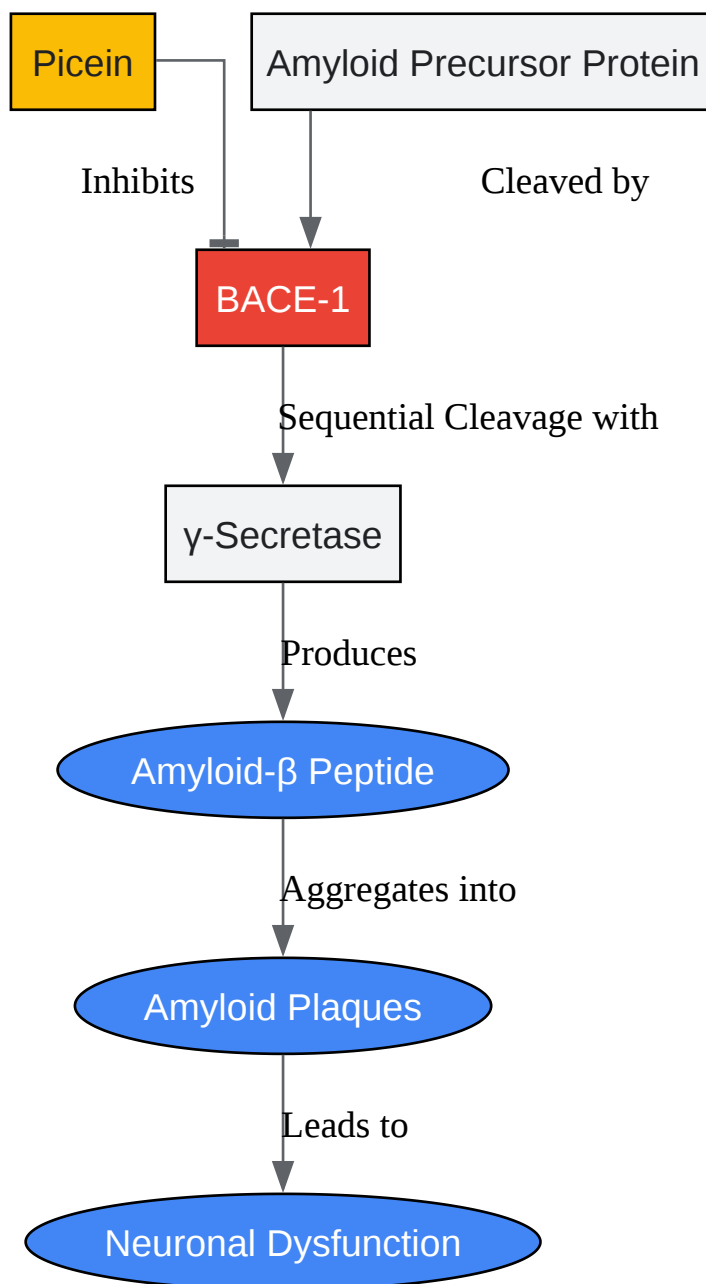 Picein
Amyloid Precursor Protein
Inhibits
Cleaved by
BACE-1
Sequential Cleavage with
γ-Secretase
Produces
Amyloid-β Peptide
Aggregates into
Amyloid Plaques
Leads to
Neuronal Dysfunction